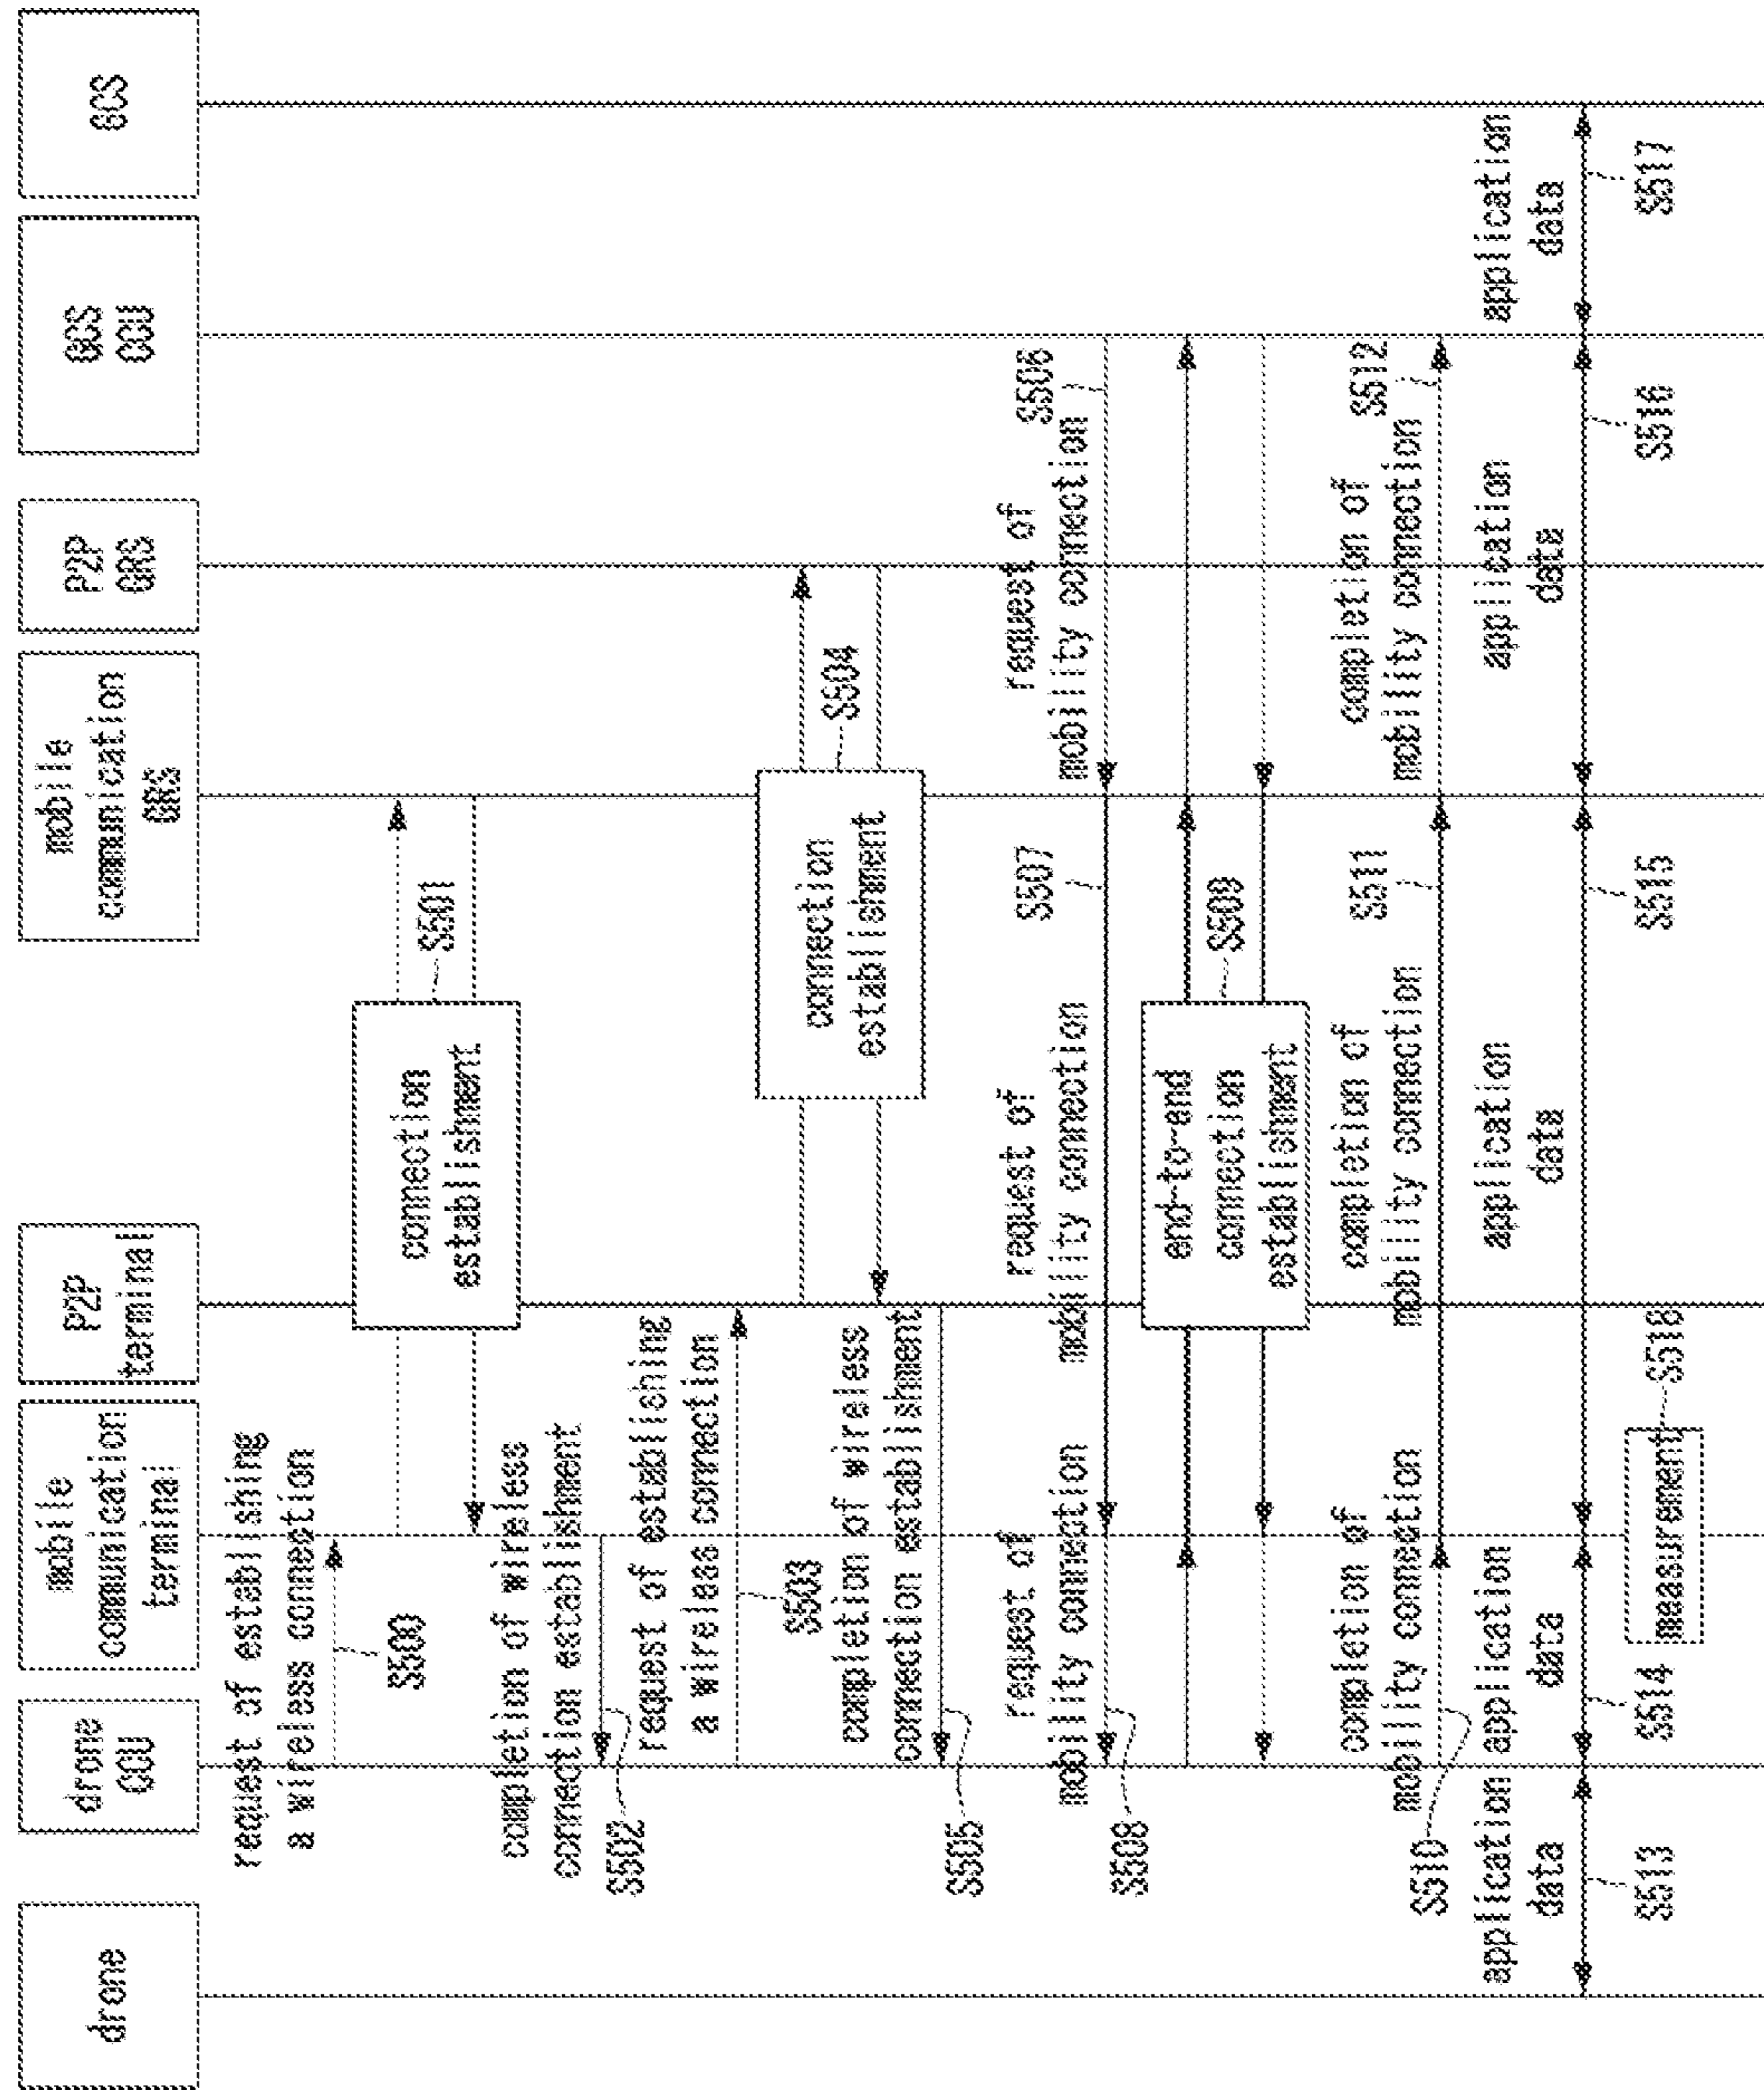 drone
drone
CCU
mobile
communication
terminal
P2P
terminal
mobile
communication
GRS
P2P
GRS
GCS
CCU
GCS
request of establishing
a wireless connection
S500
connection
establishment
S501
completion of wireless
connection establishment
S502
request of establishing
a wireless connection
S503
connection
establishment
S504
completion of wireless
connection establishment
S505
request of
mobility connection
S508
request of
mobility connection
S507
request of
mobility connection
S506
end-to-and
connection
establishment
S509
completion of
mobility connection
S510
completion of
mobility connection
S511
completion of
mobility connection
S512
application
data
S513
application
data
S514
application
data
S515
application
data
S516
application
data
S517
measurement
S518